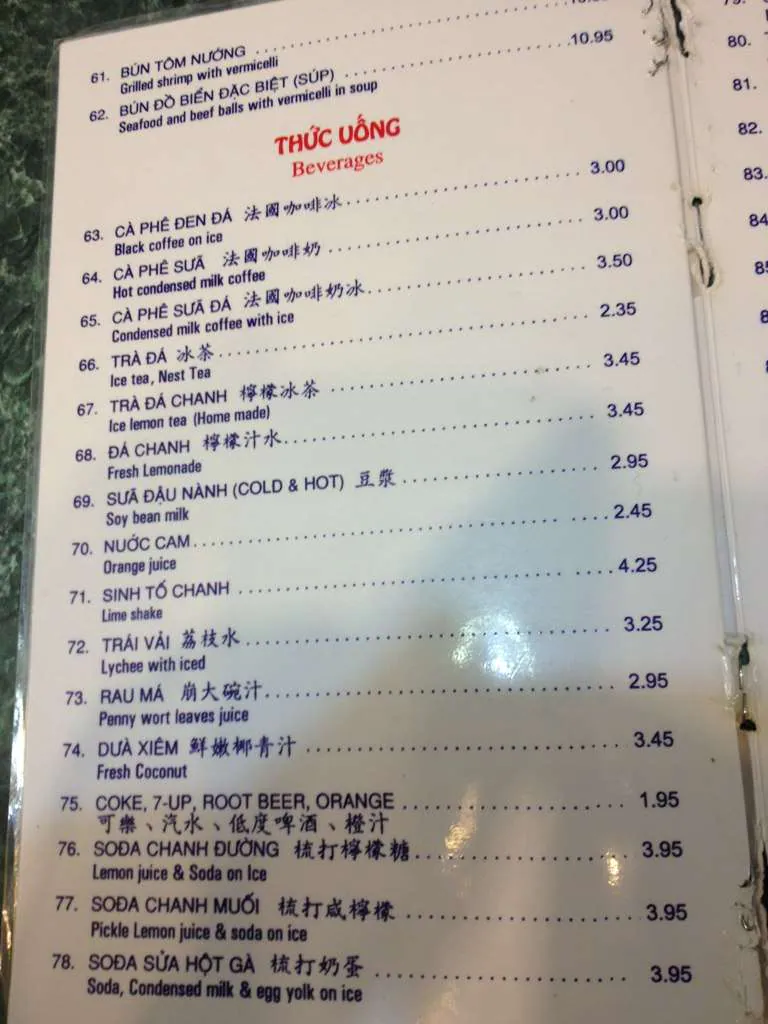 61. BÚN TÔM NƯỚNG
Grilled shrimp with vermicelli
62. BÚN ĐỒ BIỂN ĐẶC BIỆT (SÚP) 10.95
Seafood and beef balls with vermicelli in soup
THỨC UỐNG
Beverages
63. CÀ PHÊ ĐEN ĐÁ 法國咖啡冰 3.00
Black coffee on ice
64. CÀ PHÊ SƯÃ 法國咖啡奶 3.00
Hot condensed milk coffee
65. CÀ PHÊ SƯÃ ĐÁ 法國咖啡奶冰 3.50
Condensed milk coffee with ice
66. TRÀ ĐÁ 冰茶 2.35
Ice tea, Nest Tea
67. TRÀ ĐÁ CHANH 檸檬冰茶 3.45
Ice lemon tea (Home made)
68. ĐÁ CHANH 檸檬汁水 3.45
Fresh Lemonade
69. SƯÃ ĐẬU NÀNH (COLD & HOT) 豆漿 2.95
Soy bean milk
70. NUỚC CAM 2.45
Orange juice
71. SINH TỐ CHANH 4.25
Lime shake
72. TRÁI VẢI 荔枝水 3.25
Lychee with iced
73. RAU MÁ 崩大碗汁 2.95
Penny wort leaves juice
74. DƯÀ XIÊM 鮮嫩椰青汁 3.45
Fresh Coconut
75. COKE, 7-UP, ROOT BEER, ORANGE 1.95
可樂、汽水、低度啤酒、橙汁
76. SOĐA CHANH ĐƯỜNG 梳打檸檬糖 3.95
Lemon juice & Soda on Ice
77. SOĐA CHANH MUỐI 梳打咸檸檬 3.95
Pickle Lemon juice & soda on ice
78. SOĐA SỬA HỘT GÀ 梳打奶蛋 3.95
Soda, Condensed milk & egg yolk on ice
80.
81.
82.
83.
84
85